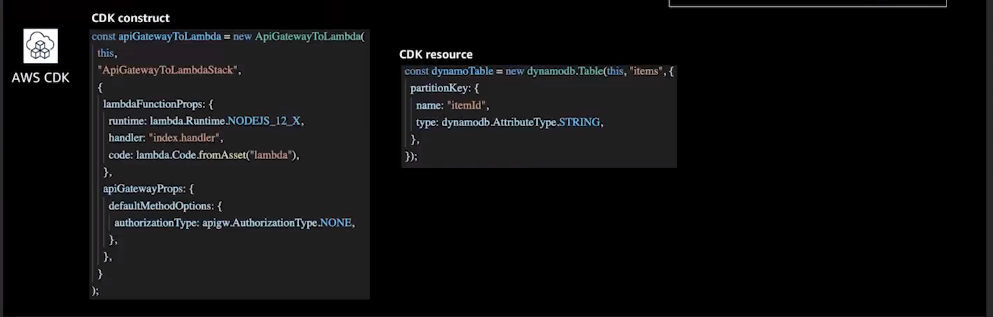 CDK construct
AWS CDK
const apiGatewayToLambda = new ApiGatewayToLambda(
this,
"ApiGatewayToLambdaStack",
{
lambdaFunctionProps: {
runtime: lambda.Runtime.NODEJS_12_X,
handler: "index.handler",
code: lambda.Code.fromAsset("lambda"),
},
apiGatewayProps: {
defaultMethodOptions: {
authorizationType: apigw.AuthorizationType.NONE,
},
},
}
);
CDK resource
const dynamoTable = new dynamodb.Table(this, "items", {
partitionKey: {
name: "itemId",
type: dynamodb.AttributeType.STRING,
},
});